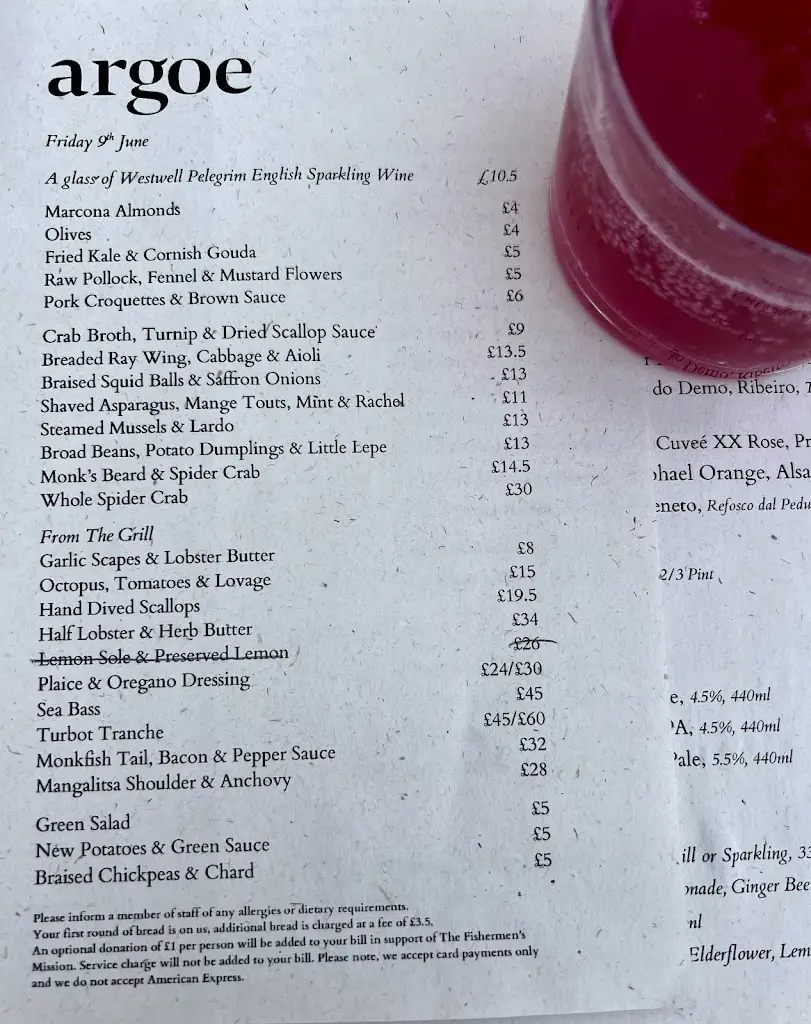 argoe
Friday 9th June
A glass of Westwell Pelegrim English Sparkling Wine £10.5
Marcona Almonds £4
Olives £4
Fried Kale & Cornish Gouda £5
Raw Pollock, Fennel & Mustard Flowers £5
Pork Croquettes & Brown Sauce £6
Crab Broth, Turnip & Dried Scallop Sauce £9
Breaded Ray Wing, Cabbage & Aioli £13.5
Braised Squid Balls & Saffron Onions £13
Shaved Asparagus, Mange Touts, Mint & Rachel £11
Steamed Mussels & Lardo £13
Broad Beans, Potato Dumplings & Little Lepe £13
Monk's Beard & Spider Crab £14.5
Whole Spider Crab £30
From The Grill
Garlic Scapes & Lobster Butter £8
Octopus, Tomatoes & Lovage £15
Hand Dived Scallops £19.5
Half Lobster & Herb Butter £34
Lemon Sole & Preserved Lemon £26
Plaice & Oregano Dressing £24/£30
Sea Bass £45
Turbot Tranche £45/£60
Monkfish Tail, Bacon & Pepper Sauce £32
Mangalitsa Shoulder & Anchovy £28
Green Salad £5
New Potatoes & Green Sauce £5
Braised Chickpeas & Chard £5
Please inform a member of staff of any allergies or dietary requirements.
Your first round of bread is on us, additional bread is charged at a fee of £3.5.
An optional donation of £1 per person will be added to your bill in support of The Fishermen's
Mission. Service charge will not be added to your bill. Please note, we accept card payments only
and we do not accept American Express.
do Demo, Ribeiro,
Cuveé XX Rose, Pr
hael Orange, Alsa
eneto, Refosco dal Pedu
2/3 Pint
e, 4.5%, 440ml
A, 4.5%, 440ml
ale, 5.5%, 440ml
ill or Sparkling, 33
made, Ginger Bee
nl
Elderflower, Lem